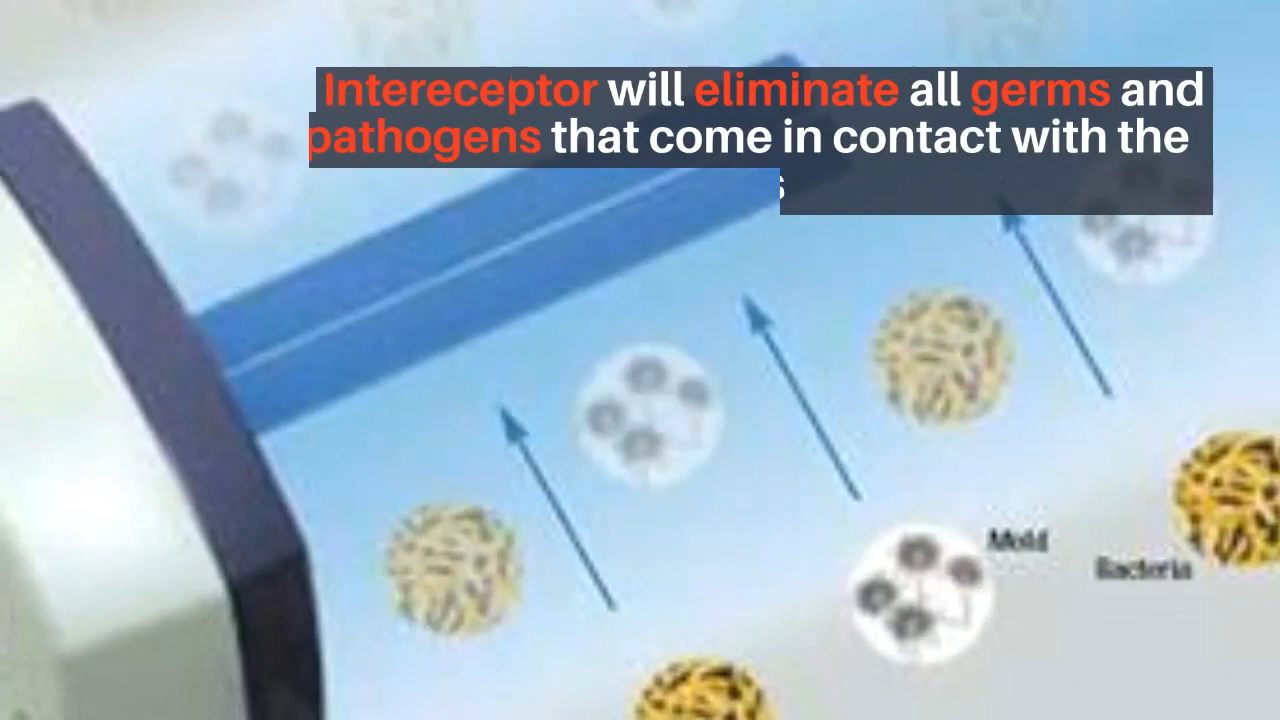 Intereceptor will eliminate all germs and
pathogens that come in contact with the
Mold
Bacteria